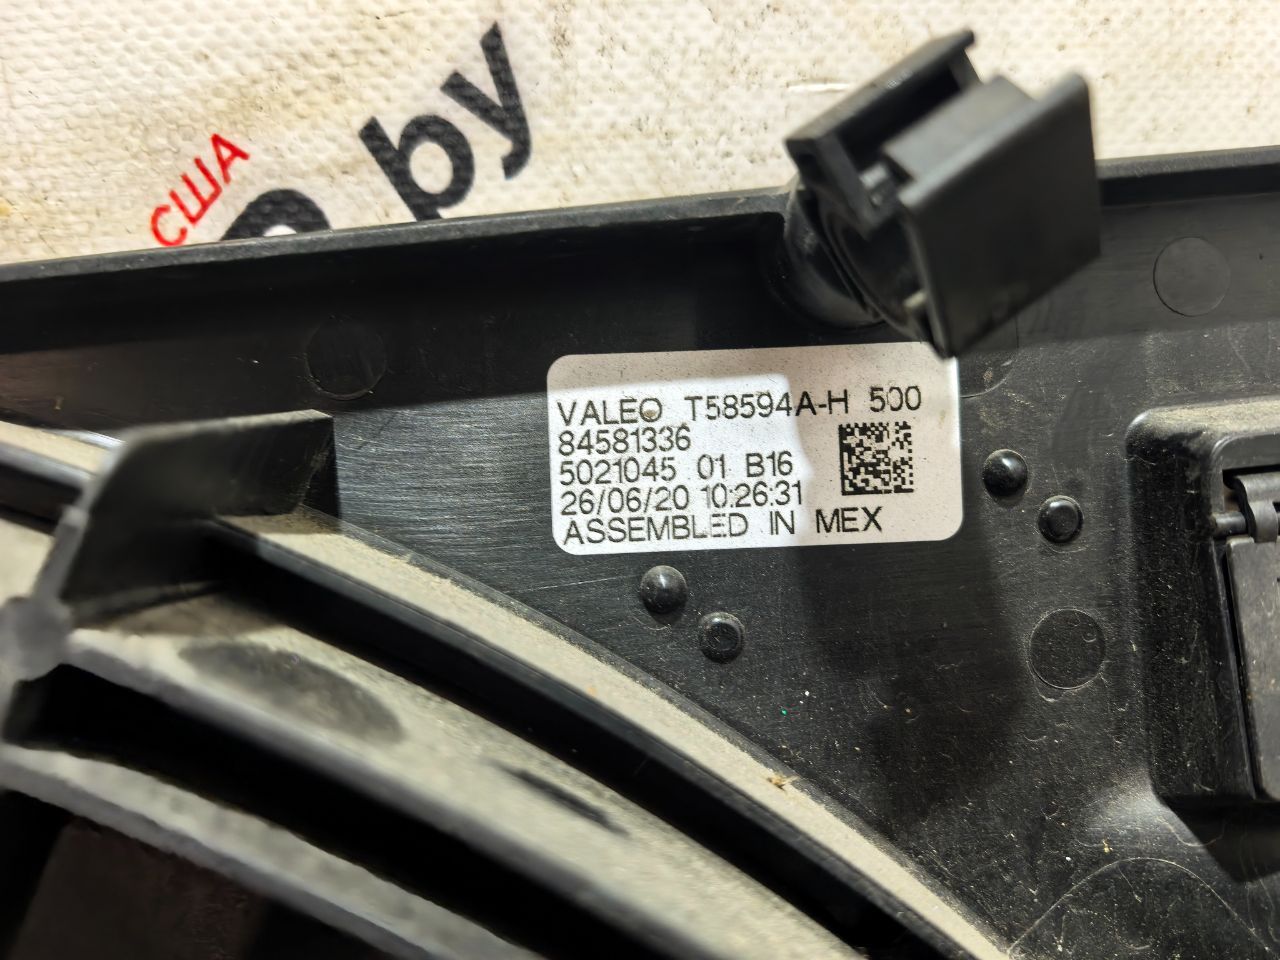 США
by
VALEO T58594A-H 500
84581336
5021045 01 B16
26/06/20 10:26:31
ASSEMBLED IN MEX